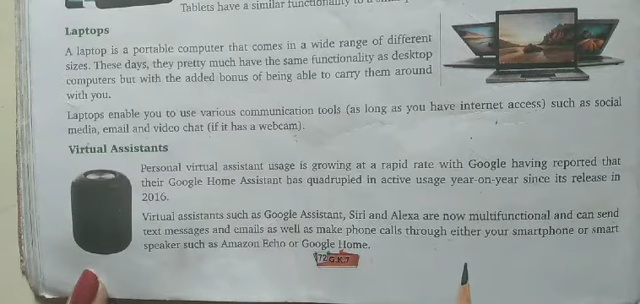 Tablets have a similar functionality to a
Laptops
A laptop is a portable computer that comes in a wide range of different
sizes. These days, they pretty much have the same functionality as desktop
computers but with the added bonus of being able to carry them around
with you.
Laptops enable you to use various communication tools (as long as you have internet access) such as social
media, email and video chat (if it has a webcam).
Virtual Assistants
Personal virtual assistant usage is growing at a rapid rate with Google having reported that
their Google Home Assistant has quadrupled in active usage year-on-year since its release in
2016.
Virtual assistants such as Google Assistant, Siri and Alexa are now multifunctional and can send
text messages and emails as well as make phone calls through either your smartphone or smart
speaker such as Amazon Echo or Google Home.
72 G.K.7